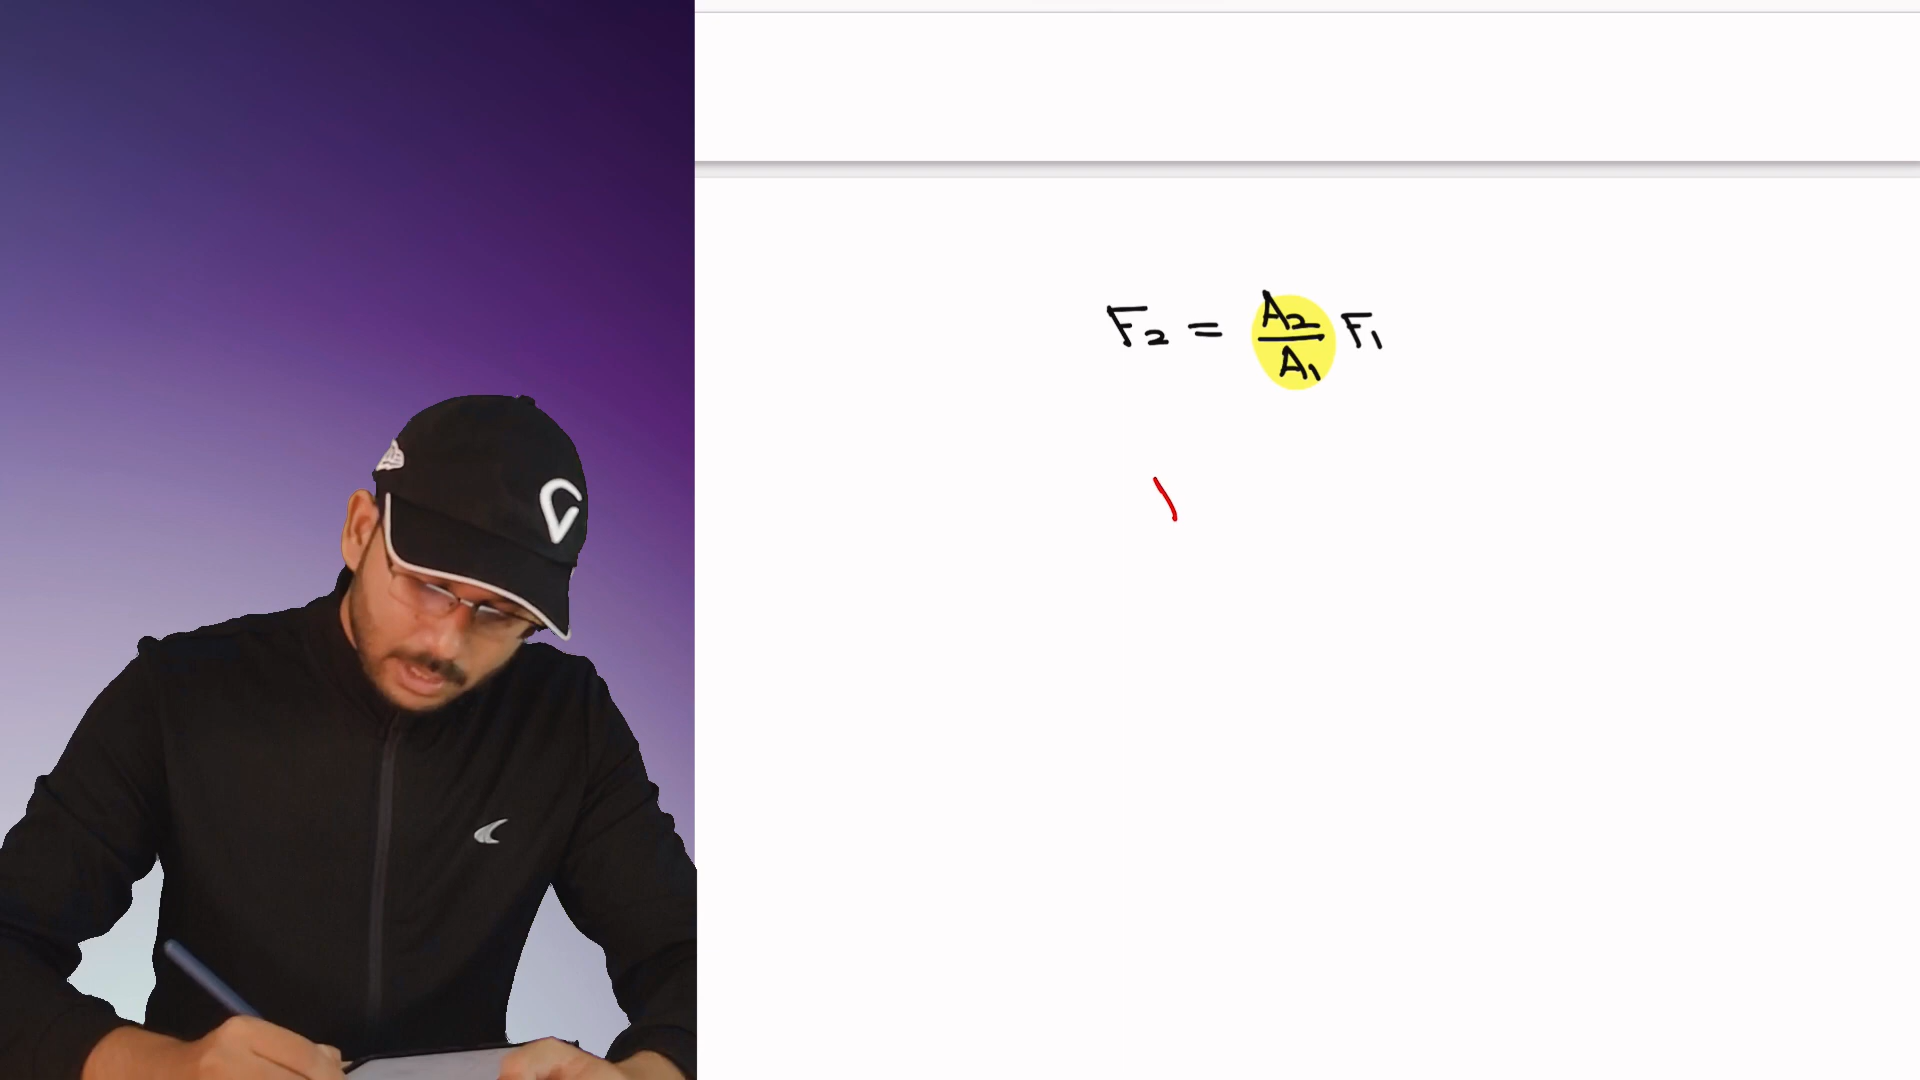 F₂ = A₂/A₁ F₁